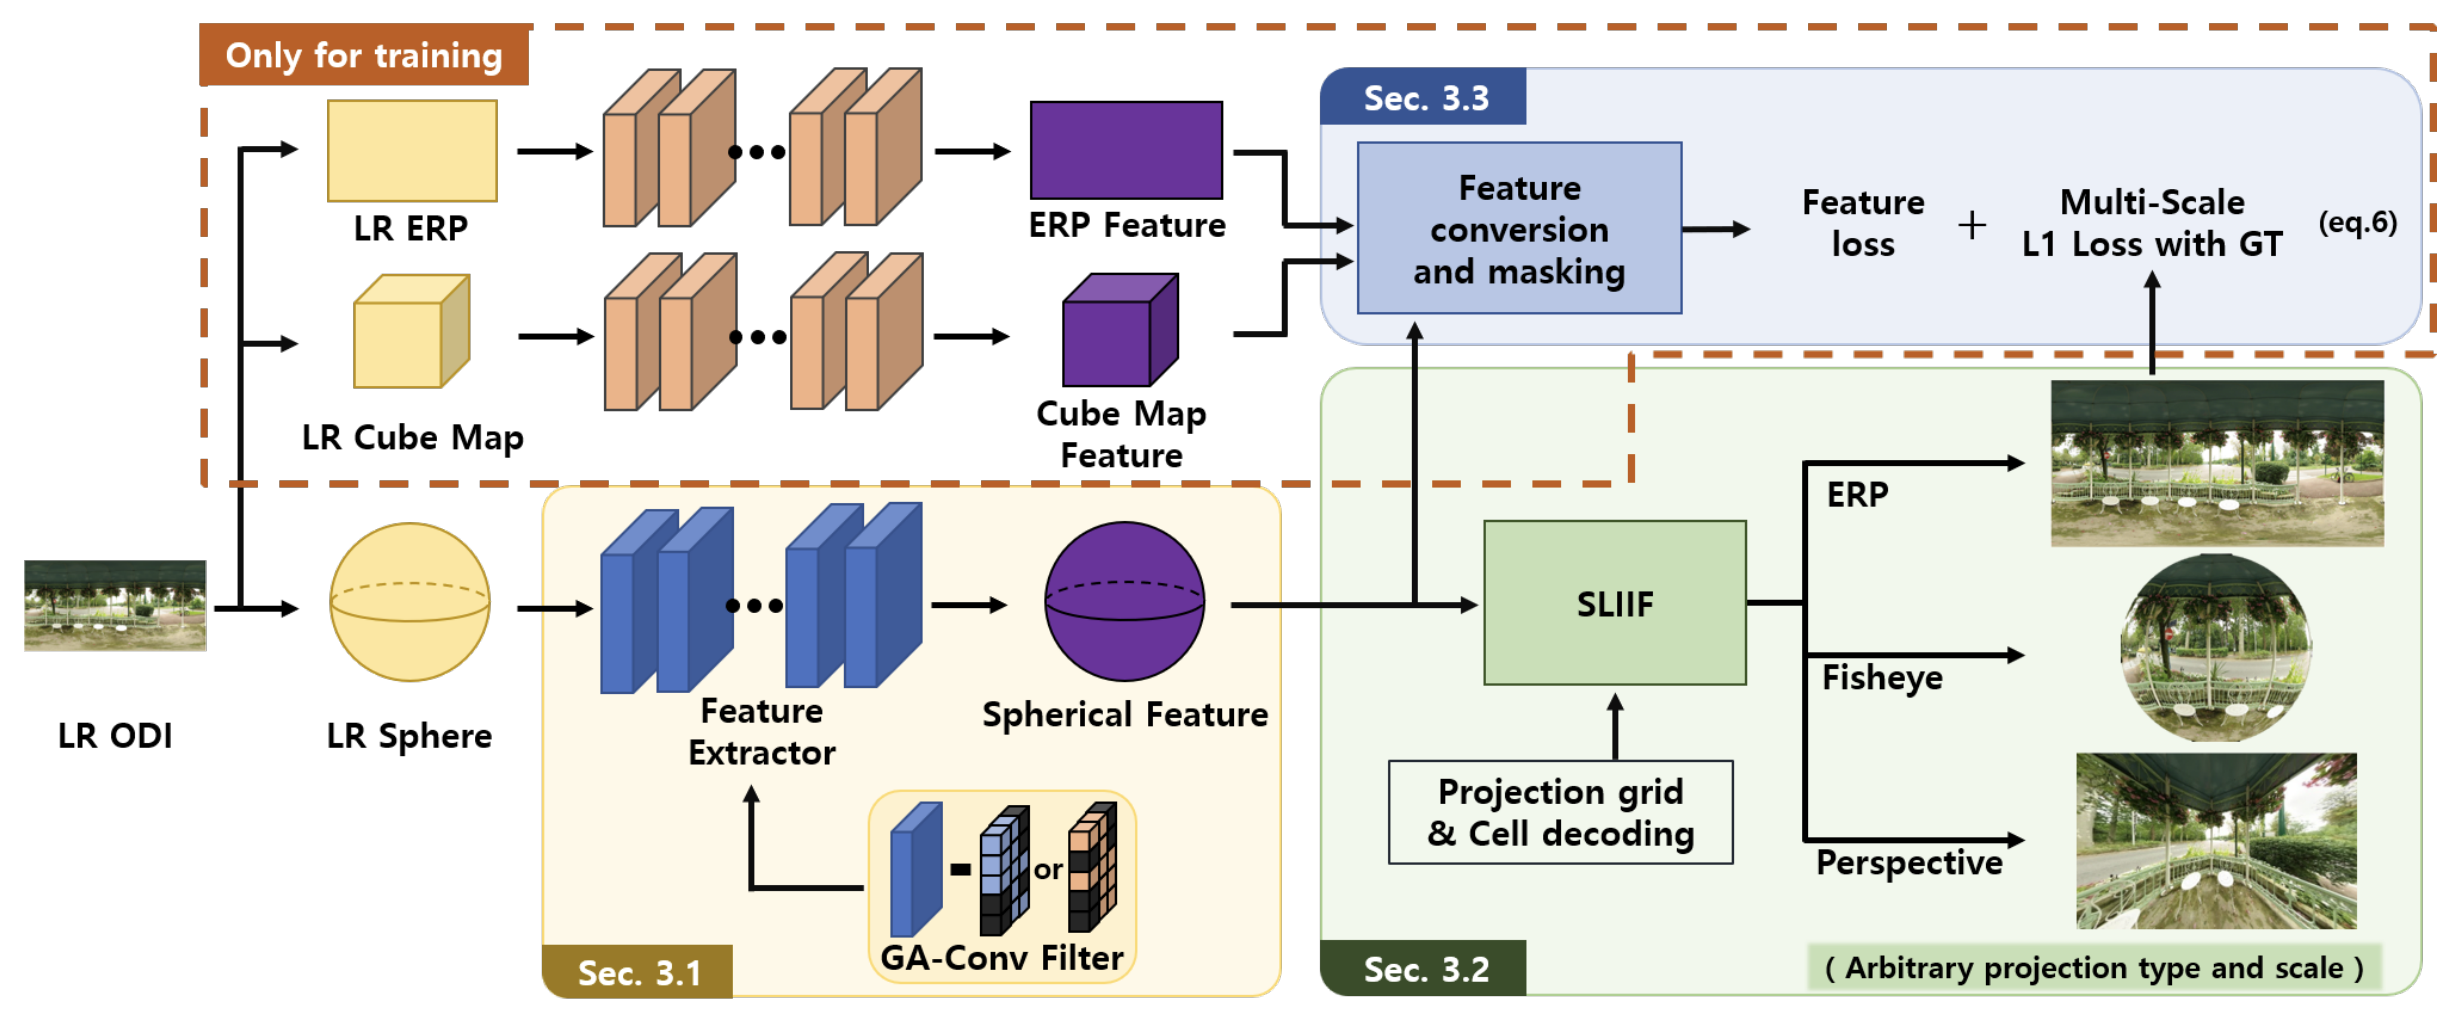 Only for training
LR ERP
LR Cube Map
ERP Feature
Cube Map
Feature
Sec. 3.3
Feature
conversion
and masking
Feature
loss
+
Multi-Scale
L1 Loss with GT
(eq.6)
LR ODI
LR Sphere
Feature
Extractor
Spherical Feature
or
GA-Conv Filter
Sec. 3.1
SLIIF
Projection grid
& Cell decoding
ERP
Fisheye
Perspective
Sec. 3.2
( Arbitrary projection type and scale )